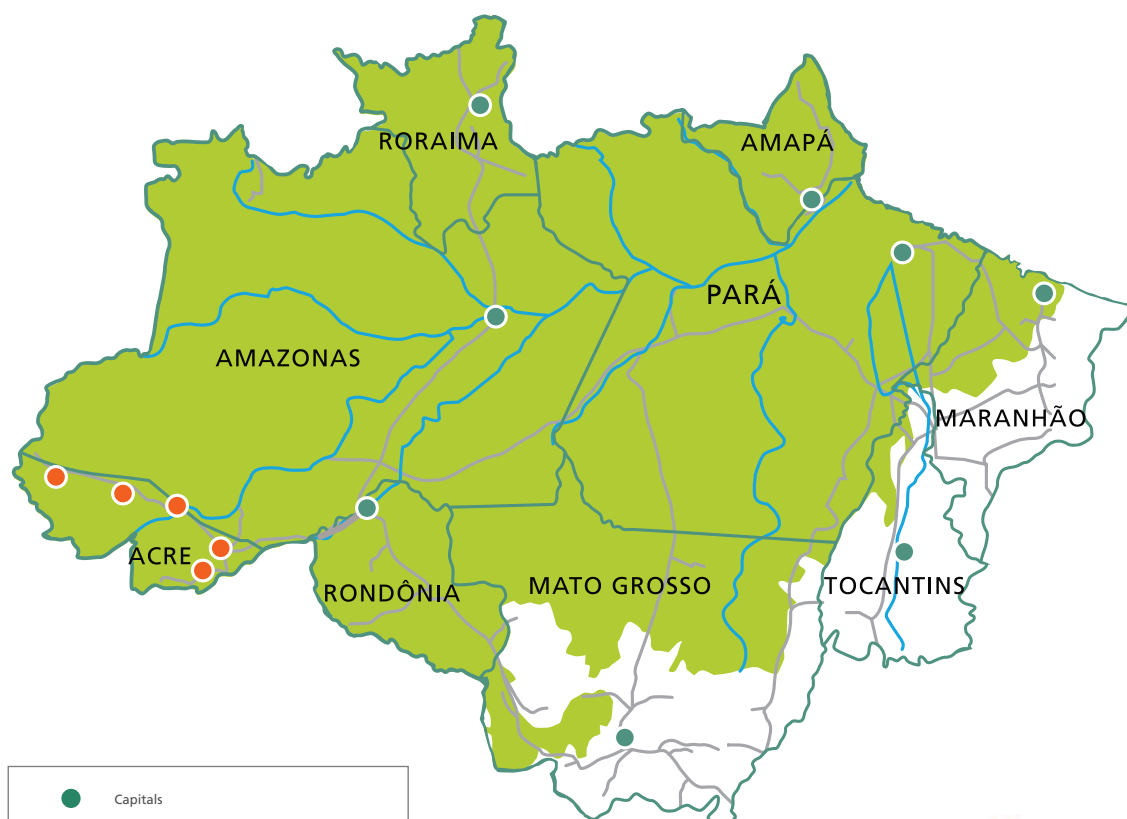 RORAIMA
AMAPÁ
PARÁ
AMAZONAS
MARANHÃO
ACRE
RONDÔNIA
MATO GROSSO
TOCANTINS
Capitals